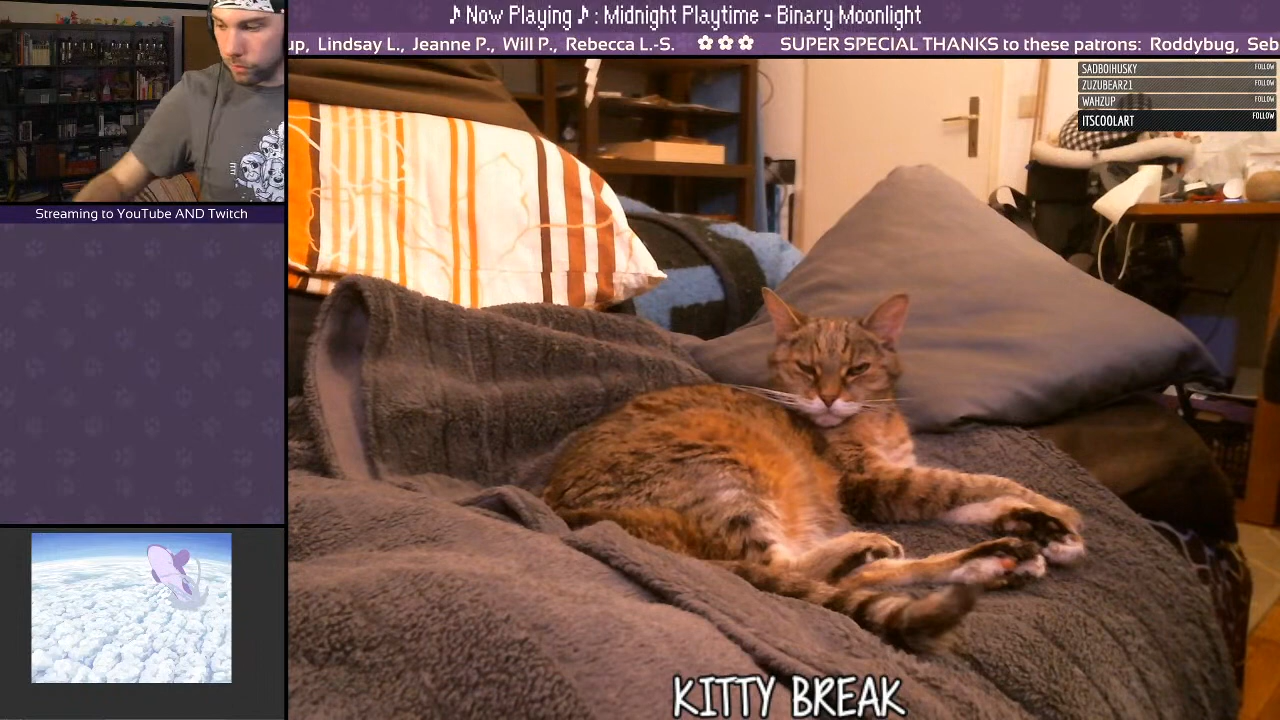 ♪ Now Playing ♪ : Midnight Playtime - Binary Moonlight
up, Lindsay L., Jeanne P., Will P., Rebecca L.-S. ✿ ✿ ✿ SUPER SPECIAL THANKS to these patrons: Roddybug, Seb
SADBOIHUSKY FOLLOW
ZUZUBEAR21 FOLLOW
WAHZUP FOLLOW
ITSCOOLART FOLLOW
Streaming to YouTube AND Twitch
KITTY BREAK